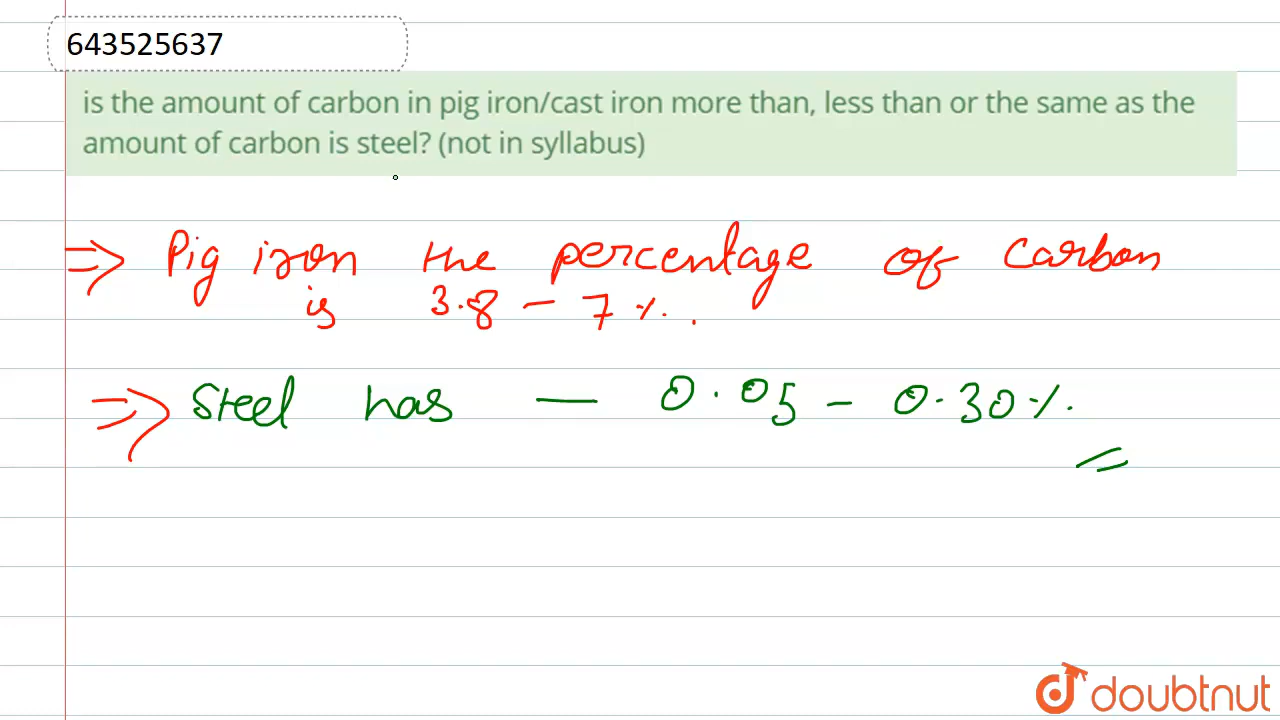 643525637
is the amount of carbon in pig iron/cast iron more than, less than or the same as the
amount of carbon is steel? (not in syllabus)
⇒ Pig iron the percentage of carbon
is 3.8 - 7 %.
⇒ Steel has — 0.05 - 0.30%.
doubtnut